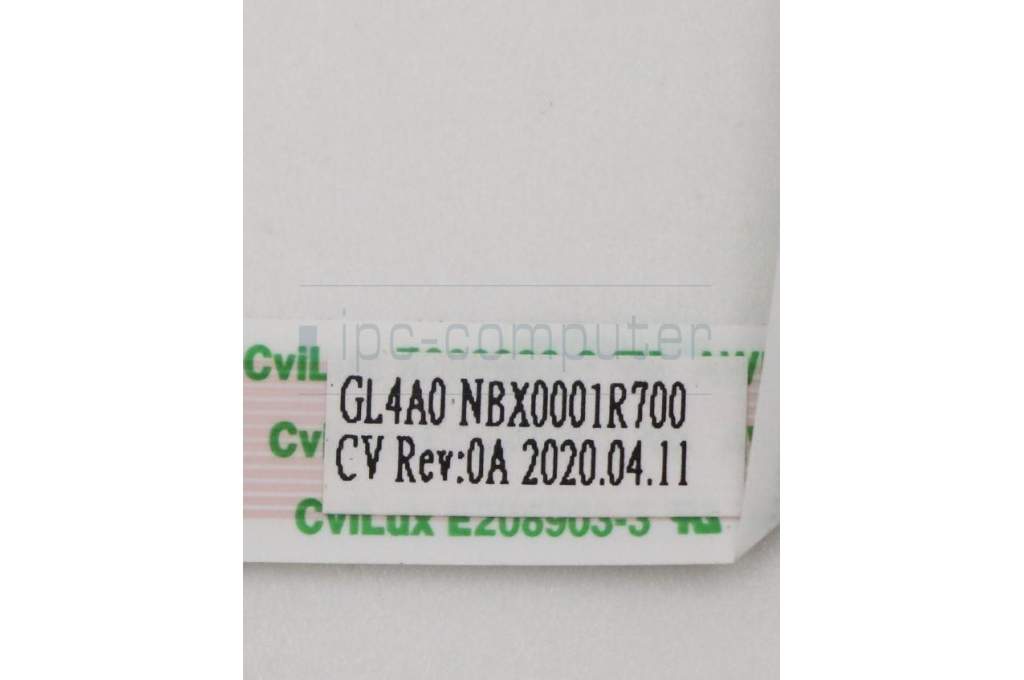 ipc-computer
GL4A0 NBX0001R700
CV Rev:0A 2020.04.11
CviLux E208903-3